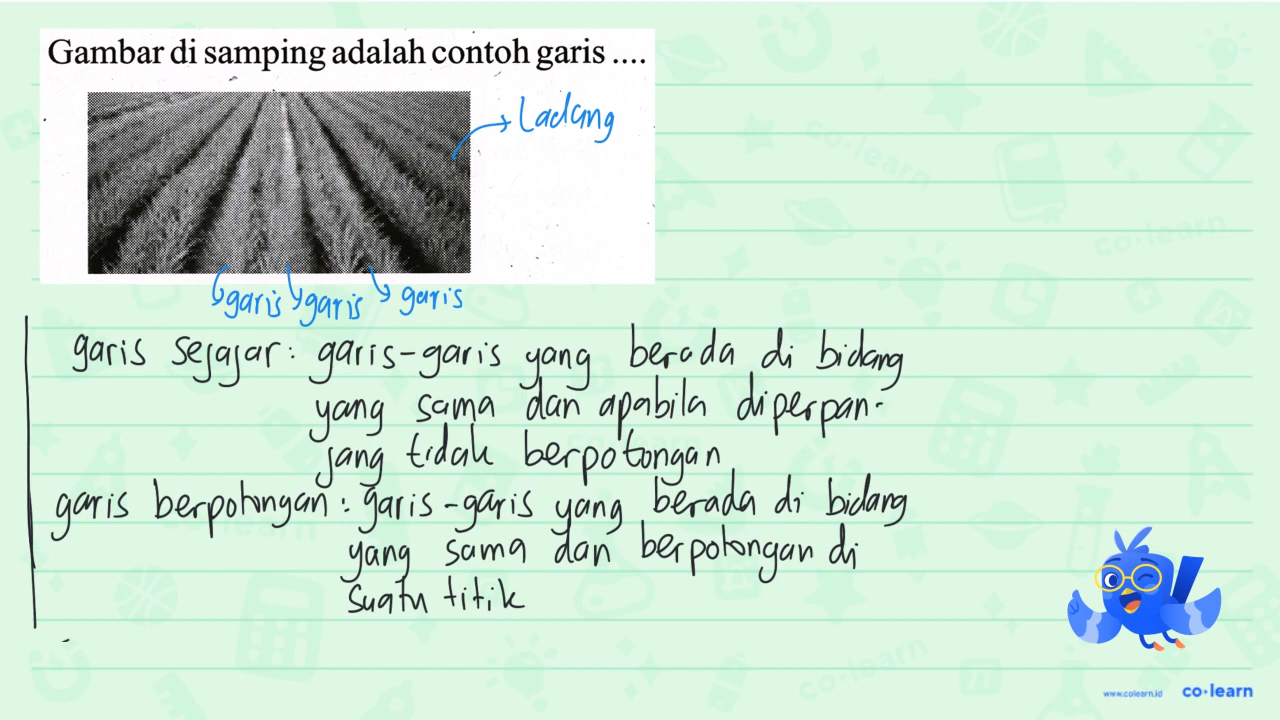 Gambar di samping adalah contoh garis ....
Ladang
garis garis garis
garis sejajar : garis-garis yang berada di bidang
yang sama dan apabila diperpan-
jang tidak berpotongan
garis berpotongan : garis-garis yang berada di bidang
yang sama dan berpotongan di
suatu titik
www.colearn.id co·learn